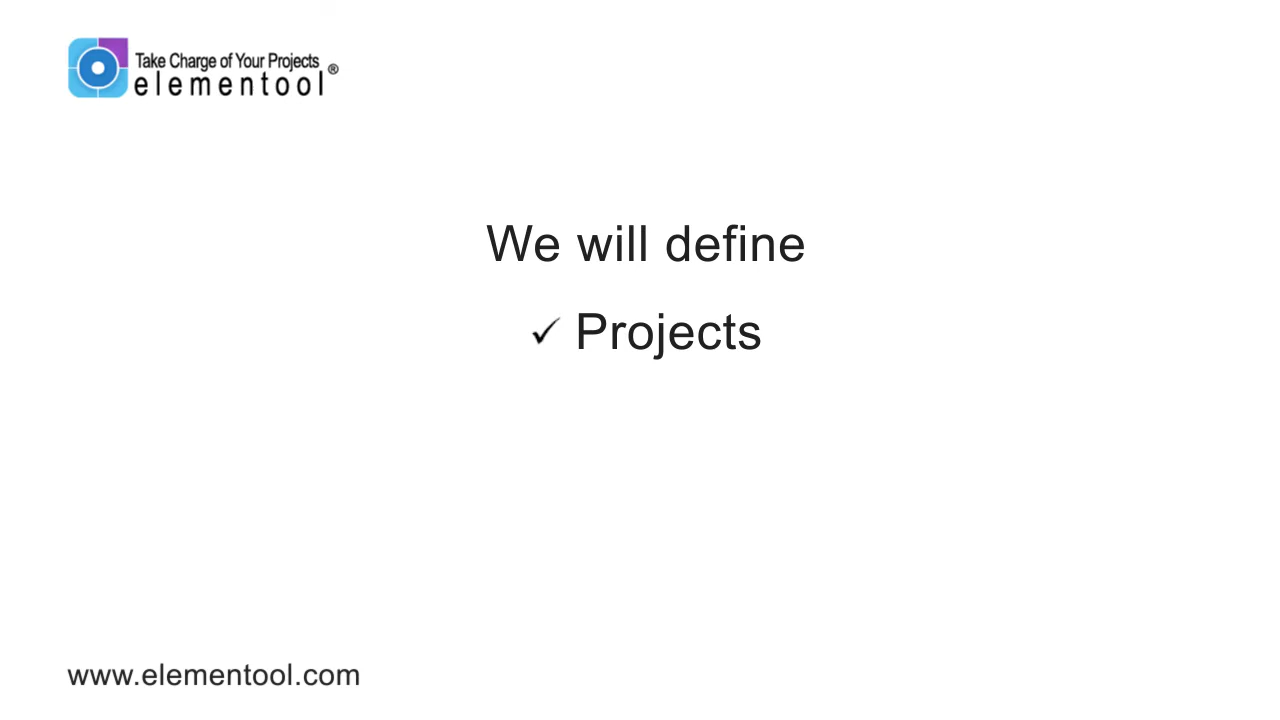 Take Charge of Your Projects
elementool®
We will define
✓ Projects
www.elementool.com